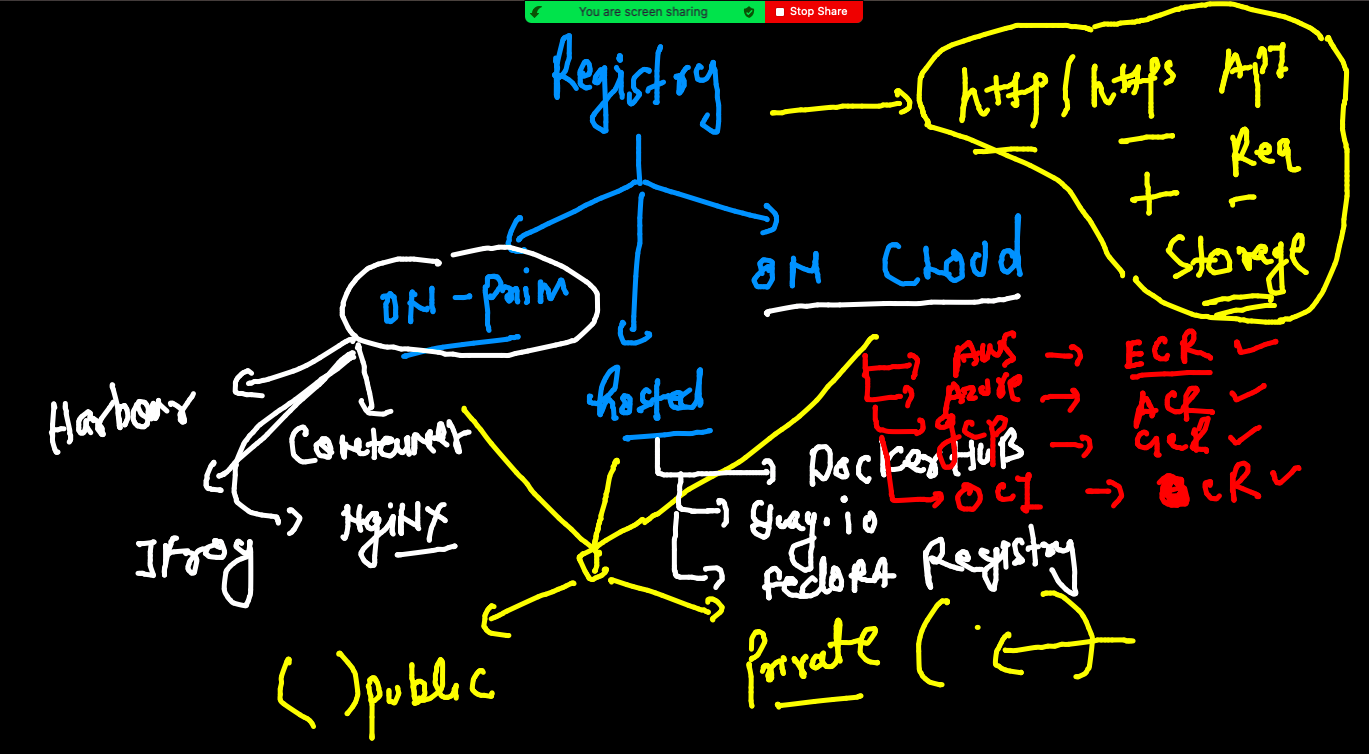 You are screen sharing
Stop Share
Registry
http/https API
Req
+
Storage
ON-Prim
ON Cloud
hosted
AWS → ECR ✓
Azure → ACR ✓
gcp → GCR ✓
OCI → OCR ✓
Harbour
Container
JFrog
NgiNX
DockerHUB
Quay.io
FedORA Registry
( ) public
Private ( . ← )